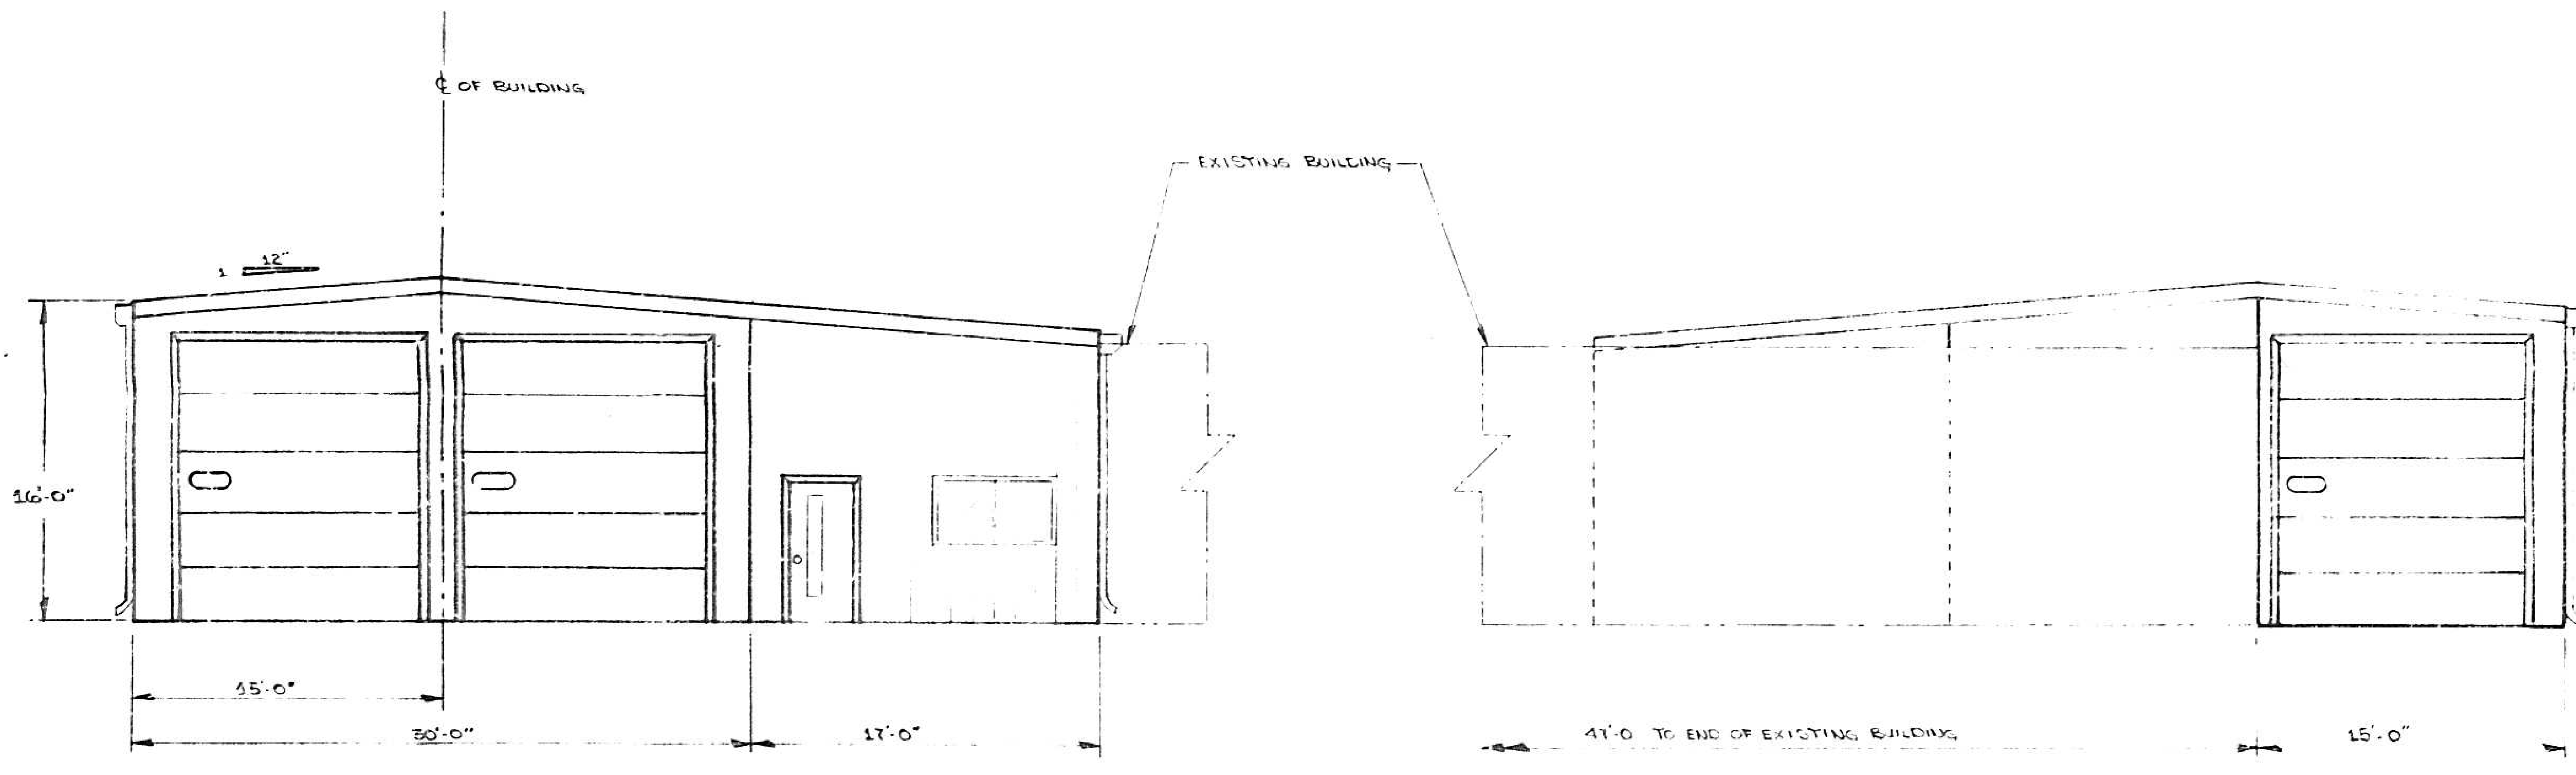 ℄ OF BUILDING
EXISTING BUILDING
12"
1
16'-0"
15'-0"
30'-0"
17'-0"
47'-0 TO END OF EXISTING BUILDING
15'-0"